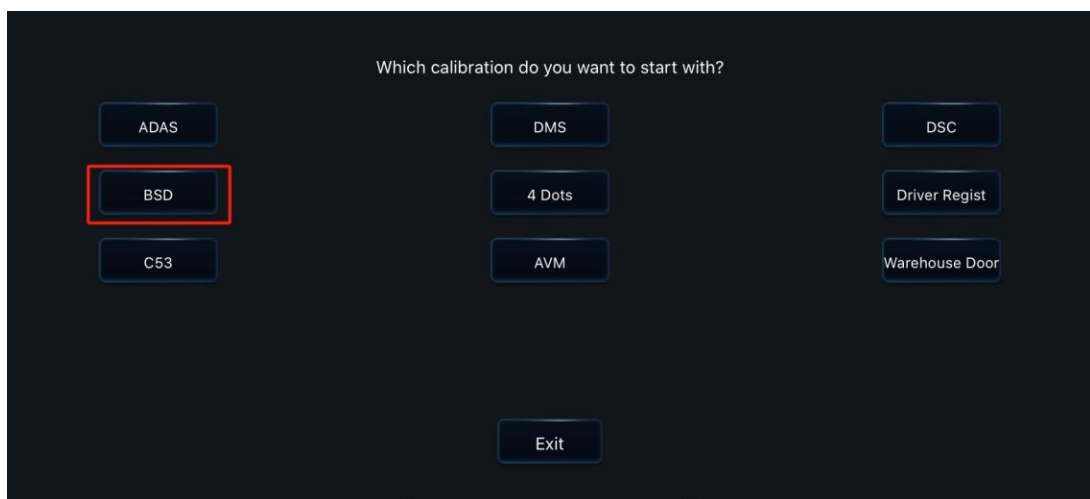 Which calibration do you want to start with?
ADAS DMS DSC
BSD 4 Dots Driver Regist
C53 AVM Warehouse Door
Exit